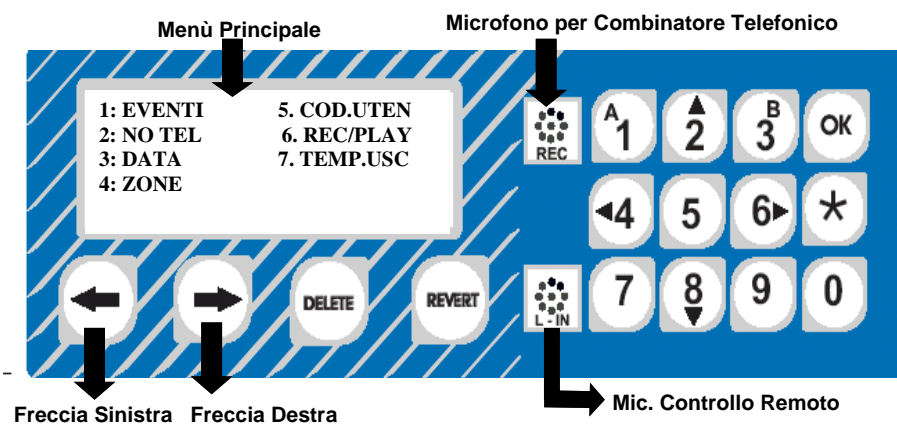 Menù Principale
Microfono per Combinatore Telefonico
1: EVENTI 5. COD.UTEN
2: NO TEL 6. REC/PLAY
3: DATA 7. TEMP.USC
4: ZONE
REC
A 1
2
B 3
OK
4
5
6
*
DELETE
REVERT
L - IN
7
8
9
0
Freccia Sinistra
Freccia Destra
Mic. Controllo Remoto